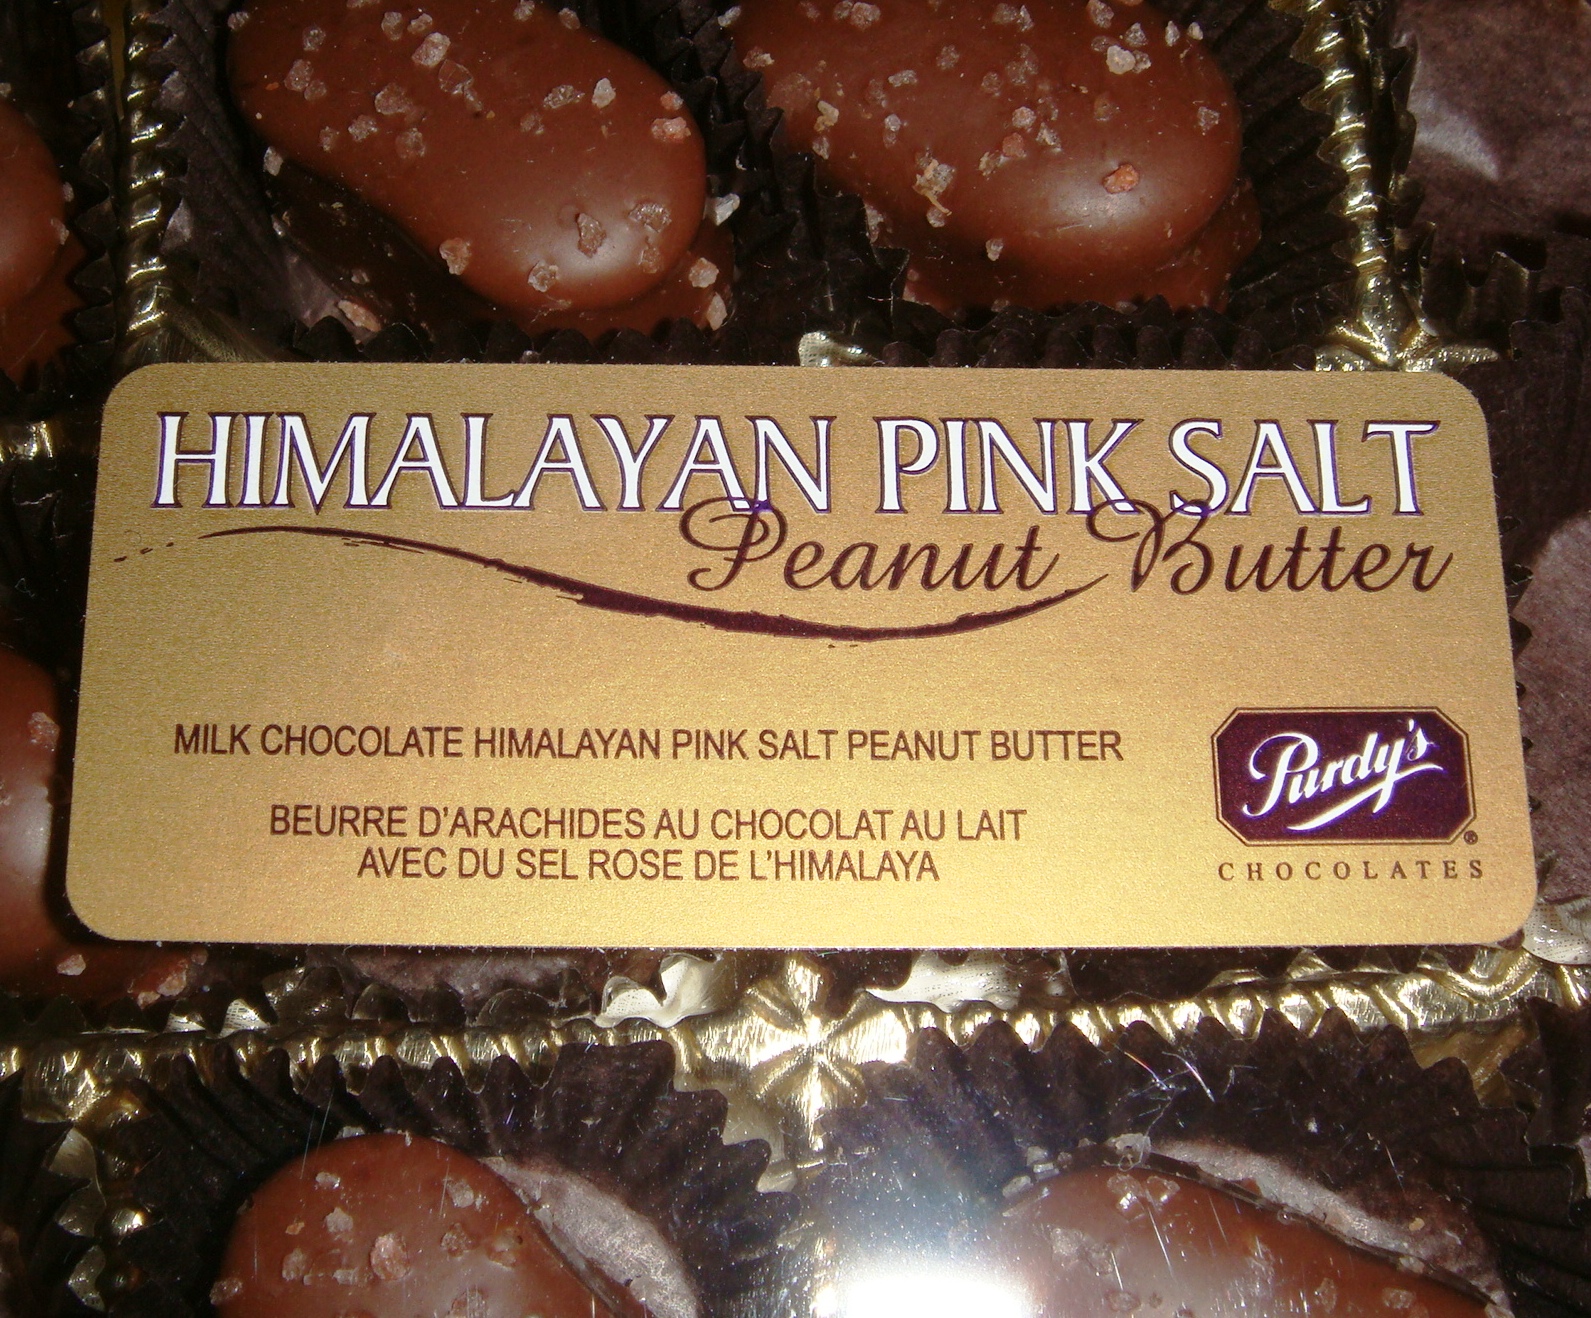 HIMALAYAN PINK SALT
Peanut Butter
MILK CHOCOLATE HIMALAYAN PINK SALT PEANUT BUTTER
BEURRE D'ARACHIDES AU CHOCOLAT AU LAIT
AVEC DU SEL ROSE DE L'HIMALAYA
Purdy's
®
CHOCOLATES